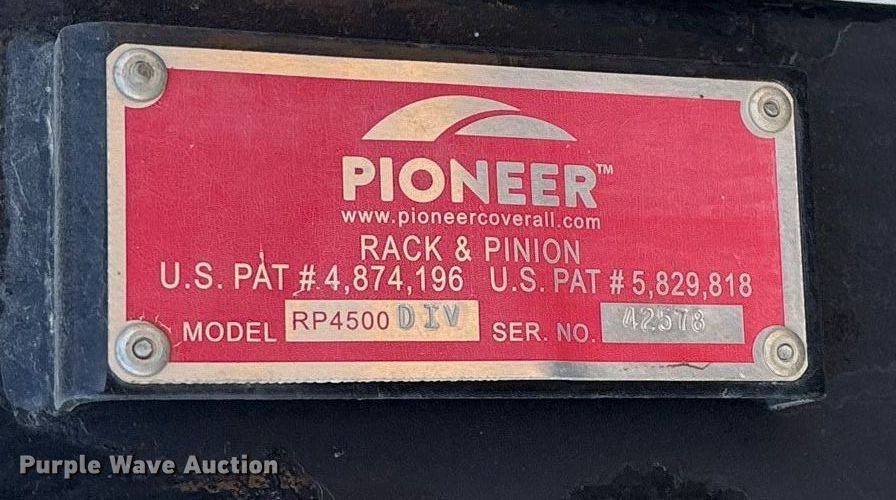 PIONEER™
www.pioneercoverall.com
RACK & PINION
U.S. PAT # 4,874,196 U.S. PAT # 5,829,818
MODEL RP4500 DIV SER. NO. 42578
Purple Wave Auction